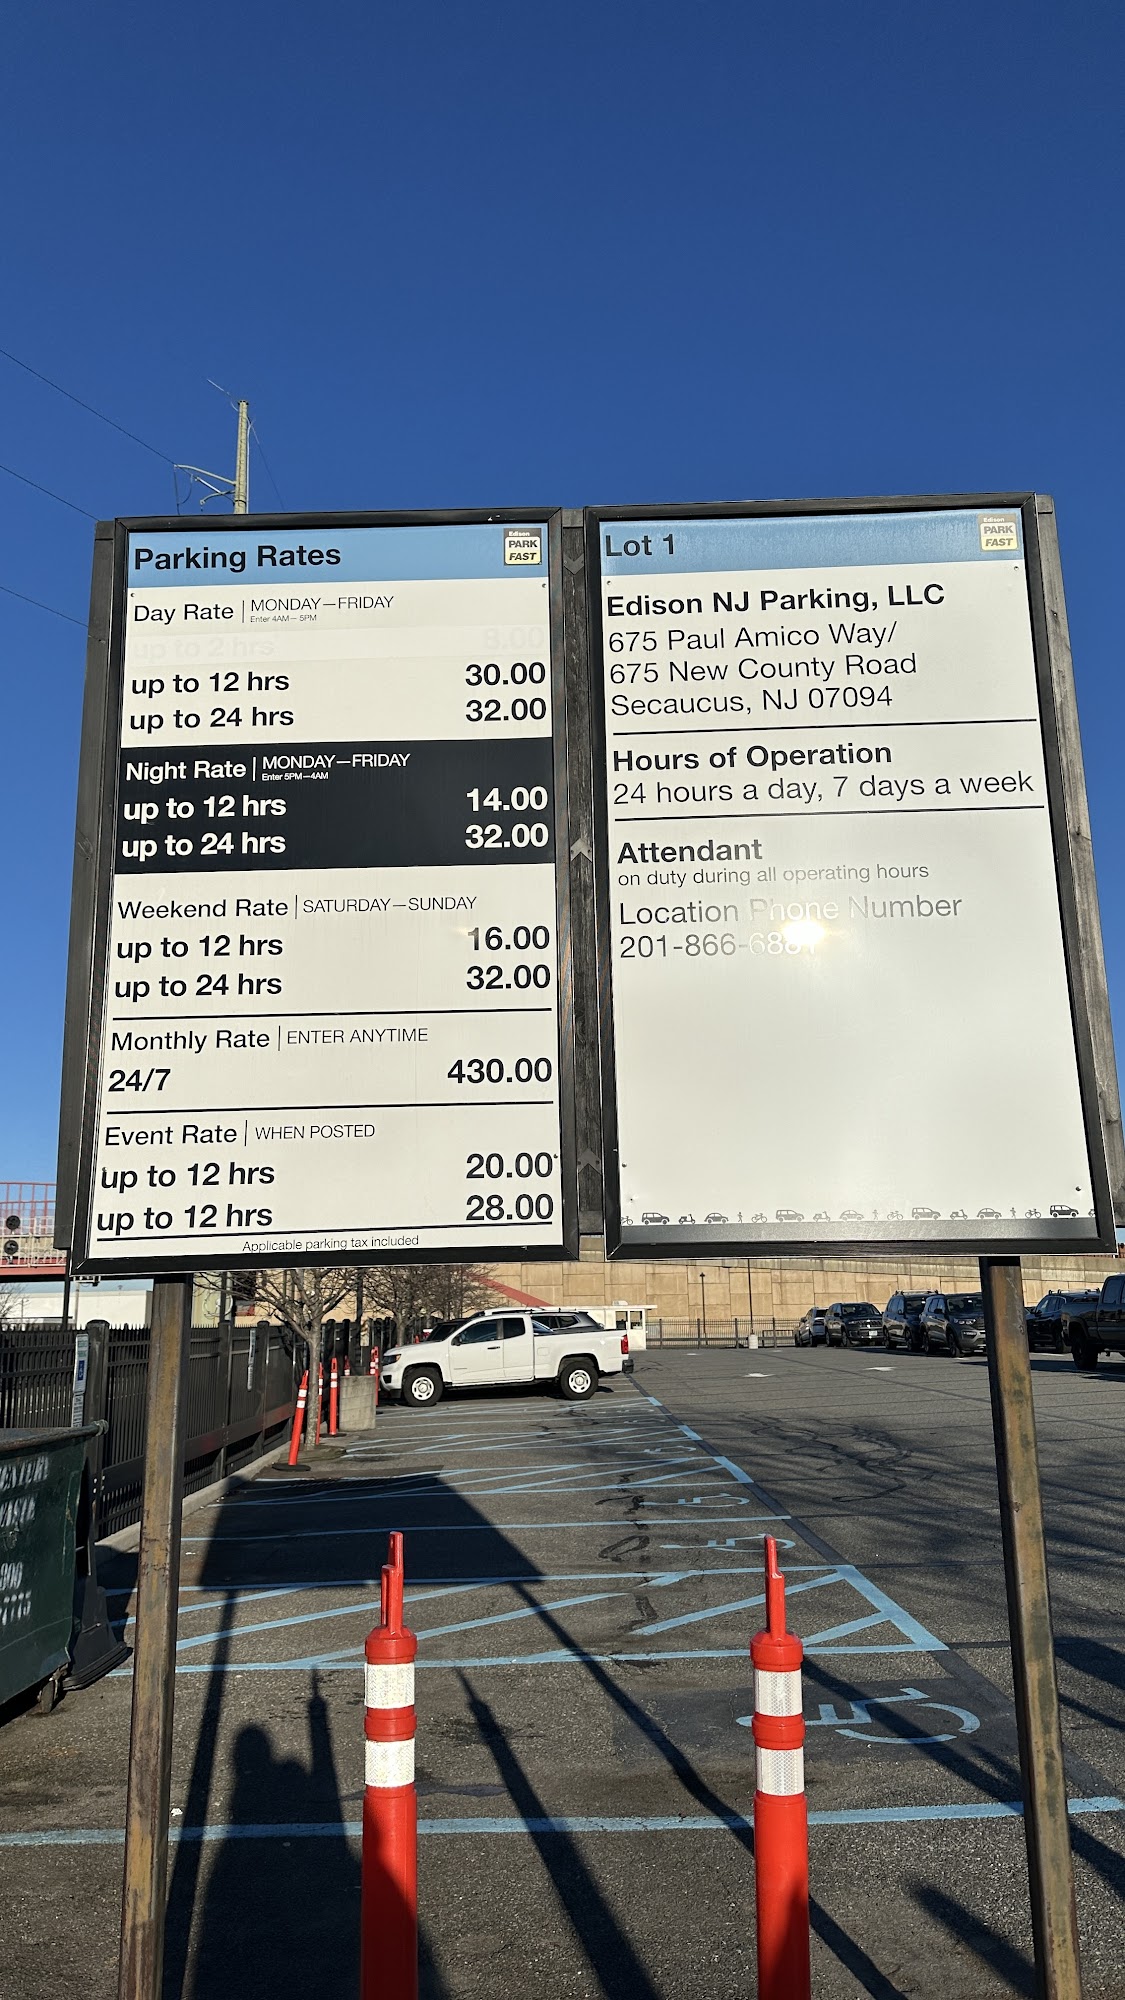 Parking Rates
Edison
PARK
FAST
Day Rate | MONDAY—FRIDAY
Enter 4AM— 5PM
up to 2 hrs 8.00
up to 12 hrs 30.00
up to 24 hrs 32.00
Night Rate | MONDAY—FRIDAY
Enter 5PM—4AM
up to 12 hrs 14.00
up to 24 hrs 32.00
Weekend Rate | SATURDAY—SUNDAY
up to 12 hrs 16.00
up to 24 hrs 32.00
Monthly Rate | ENTER ANYTIME
24/7 430.00
Event Rate | WHEN POSTED
up to 12 hrs 20.00
up to 12 hrs 28.00
Applicable parking tax included
Lot 1
Edison
PARK
FAST
Edison NJ Parking, LLC
675 Paul Amico Way/
675 New County Road
Secaucus, NJ 07094
Hours of Operation
24 hours a day, 7 days a week
Attendant
on duty during all operating hours
Location Phone Number